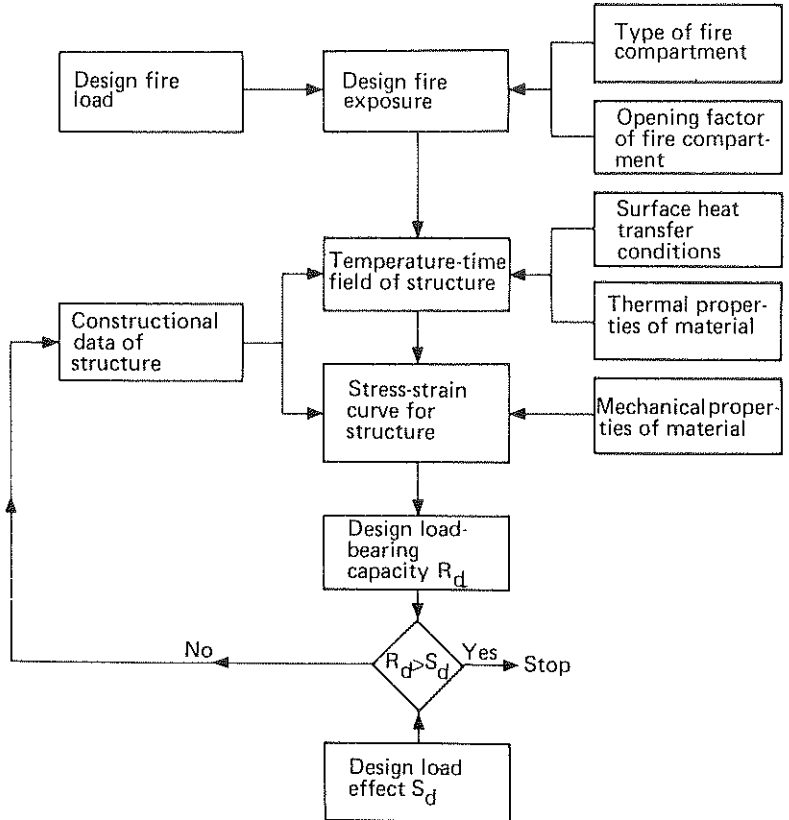 Design fire
load
Design fire
exposure
Type of fire
compartment
Opening factor
of fire compart-
ment
Surface heat
transfer
conditions
Temperature-time
field of structure
Thermal proper-
ties of material
Constructional
data of
structure
Stress-strain
curve for
structure
Mechanical proper-
ties of material
Design load-
bearing
capacity R_d
No
R_d>S_d
Yes
Stop
Design load
effect S_d